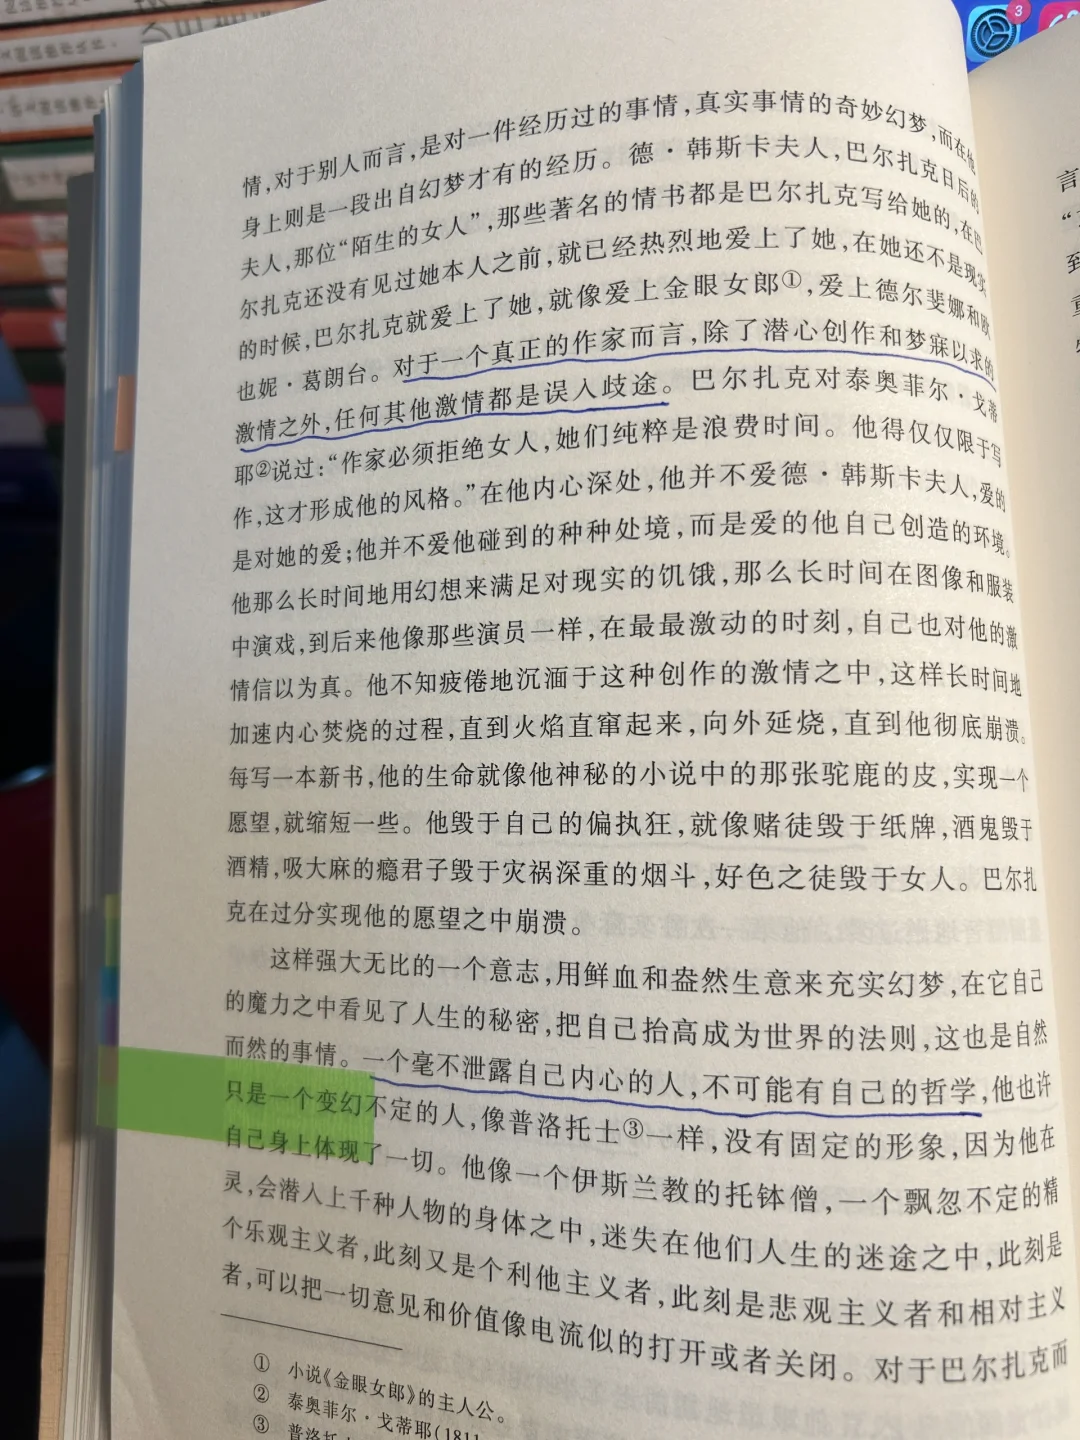 情,对于别人而言,是对一件经历过的事情,真实事情的奇妙幻梦,而在他
身上则是一段出自幻梦才有的经历。德·韩斯卡夫人,巴尔扎克日后的
夫人,那位“陌生的女人”,那些著名的情书都是巴尔扎克写给她的,在巴
尔扎克还没有见过她本人之前,就已经热烈地爱上了她,在她还不是现实
的时候,巴尔扎克就爱上了她,就像爱上金眼女郎①,爱上德尔斐娜和欧
也妮·葛朗台。对于一个真正的作家而言,除了潜心创作和梦寐以求的
激情之外,任何其他激情都是误入歧途。巴尔扎克对泰奥菲尔·戈蒂
耶②说过:“作家必须拒绝女人,她们纯粹是浪费时间。他得仅仅限于写
作,这才形成他的风格。”在他内心深处,他并不爱德·韩斯卡夫人,爱的
是对她的爱;他并不爱他碰到的种种处境,而是爱的他自己创造的环境。
他那么长时间地用幻想来满足对现实的饥饿,那么长时间在图像和服装
中演戏,到后来他像那些演员一样,在最最激动的时刻,自己也对他的激
情信以为真。他不知疲倦地沉湎于这种创作的激情之中,这样长时间地
加速内心焚烧的过程,直到火焰直窜起来,向外延烧,直到他彻底崩溃。
每写一本新书,他的生命就像他神秘的小说中的那张驼鹿的皮,实现一个
愿望,就缩短一些。他毁于自己的偏执狂,就像赌徒毁于纸牌,酒鬼毁于
酒精,吸大麻的瘾君子毁于灾祸深重的烟斗,好色之徒毁于女人。巴尔扎
克在过分实现他的愿望之中崩溃。
这样强大无比的一个意志,用鲜血和盎然生意来充实幻梦,在它自己
的魔力之中看见了人生的秘密,把自己抬高成为世界的法则,这也是自然
而然的事情。一个毫不泄露自己内心的人,不可能有自己的哲学,他也许
只是一个变幻不定的人,像普洛托士③一样,没有固定的形象,因为他在
自己身上体现了一切。他像一个伊斯兰教的托钵僧,一个飘忽不定的精
灵,会潜入上千种人物的身体之中,迷失在他们人生的迷途之中,此刻是
个乐观主义者,此刻又是个利他主义者,此刻是悲观主义者和相对主义
者,可以把一切意见和价值像电流似的打开或者关闭。对于巴尔扎克而
① 小说《金眼女郎》的主人公。
② 泰奥菲尔·戈蒂耶(1811
③ 普洛托
言
到
3